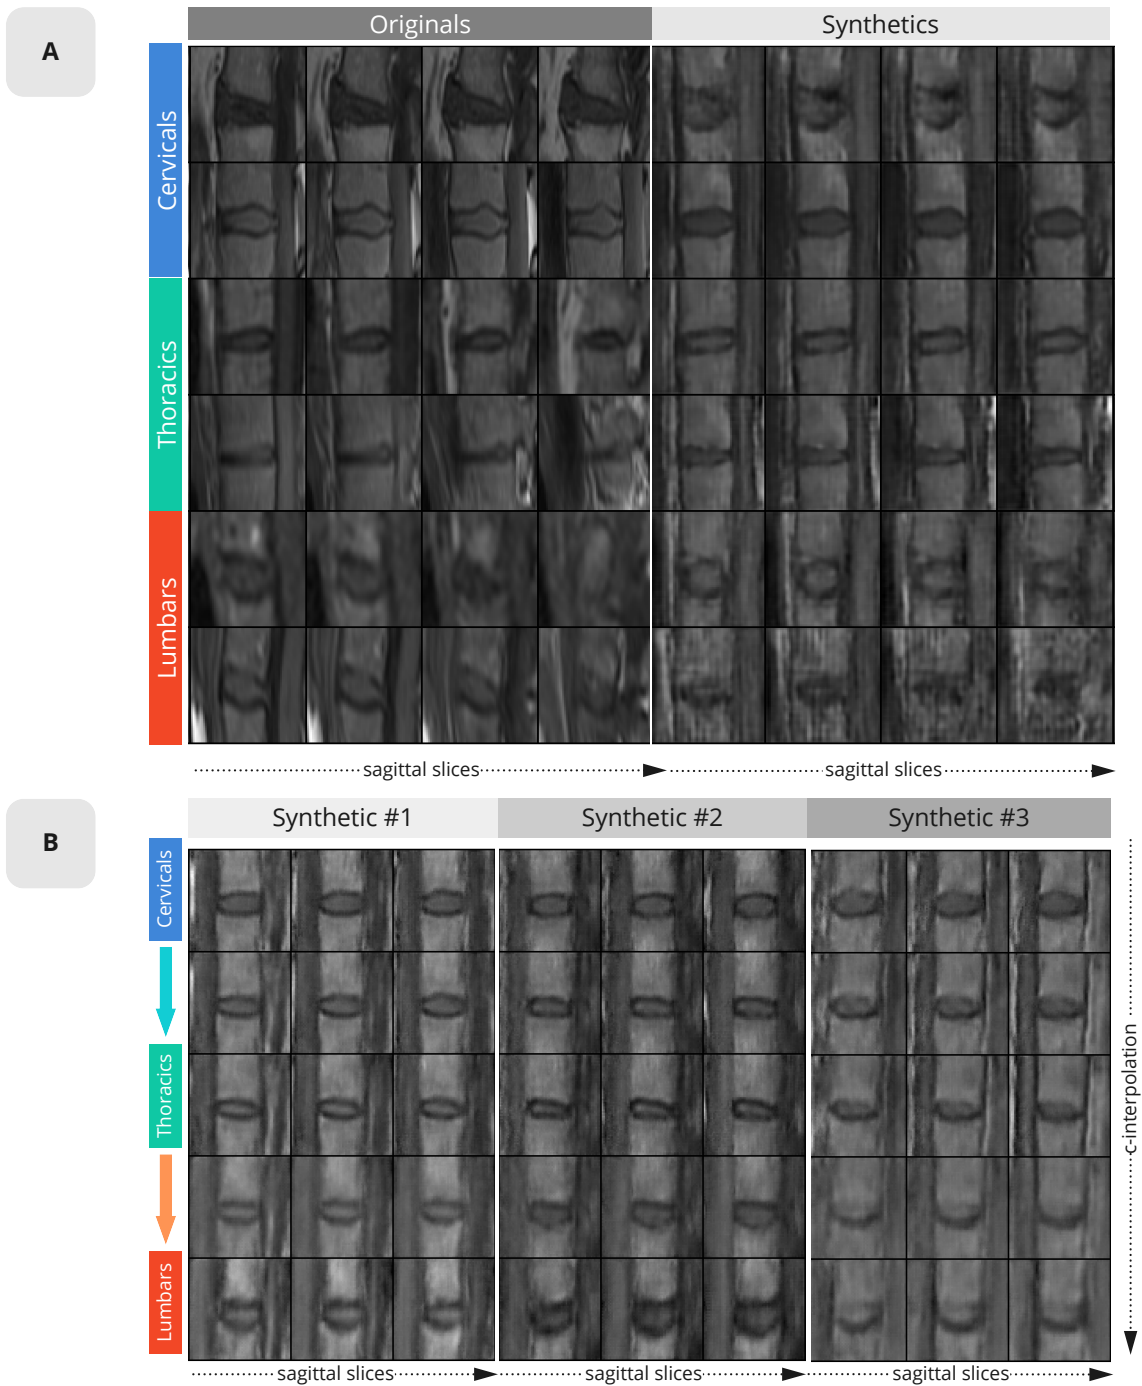 A
Originals
Synthetics
Cervicals
Thoracics
Lumbars
sagittal slices
sagittal slices
B
Synthetic #1
Synthetic #2
Synthetic #3
Cervicals
Thoracics
Lumbars
c-interpolation
sagittal slices
sagittal slices
sagittal slices